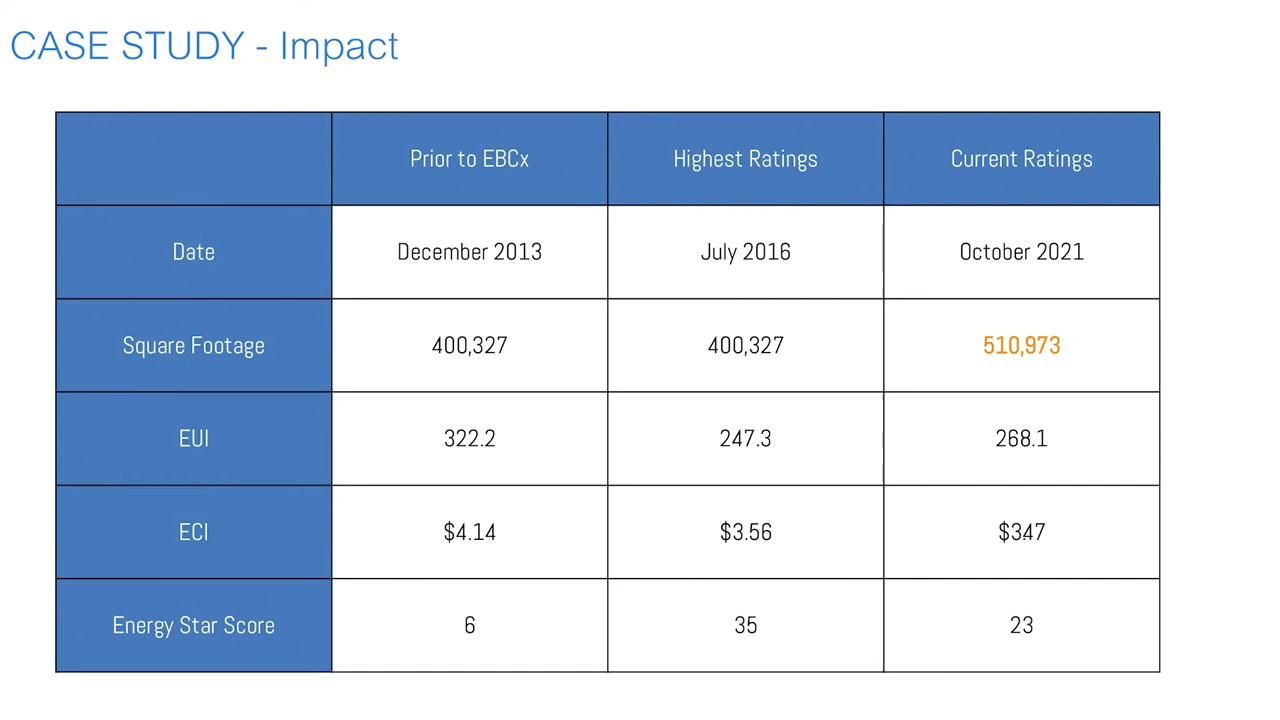 CASE STUDY - Impact
Prior to EBCx Highest Ratings Current Ratings
Date December 2013 July 2016 October 2021
Square Footage 400,327 400,327 510,973
EUI 322.2 247.3 268.1
ECI $4.14 $3.56 $3.47
Energy Star Score 6 35 23